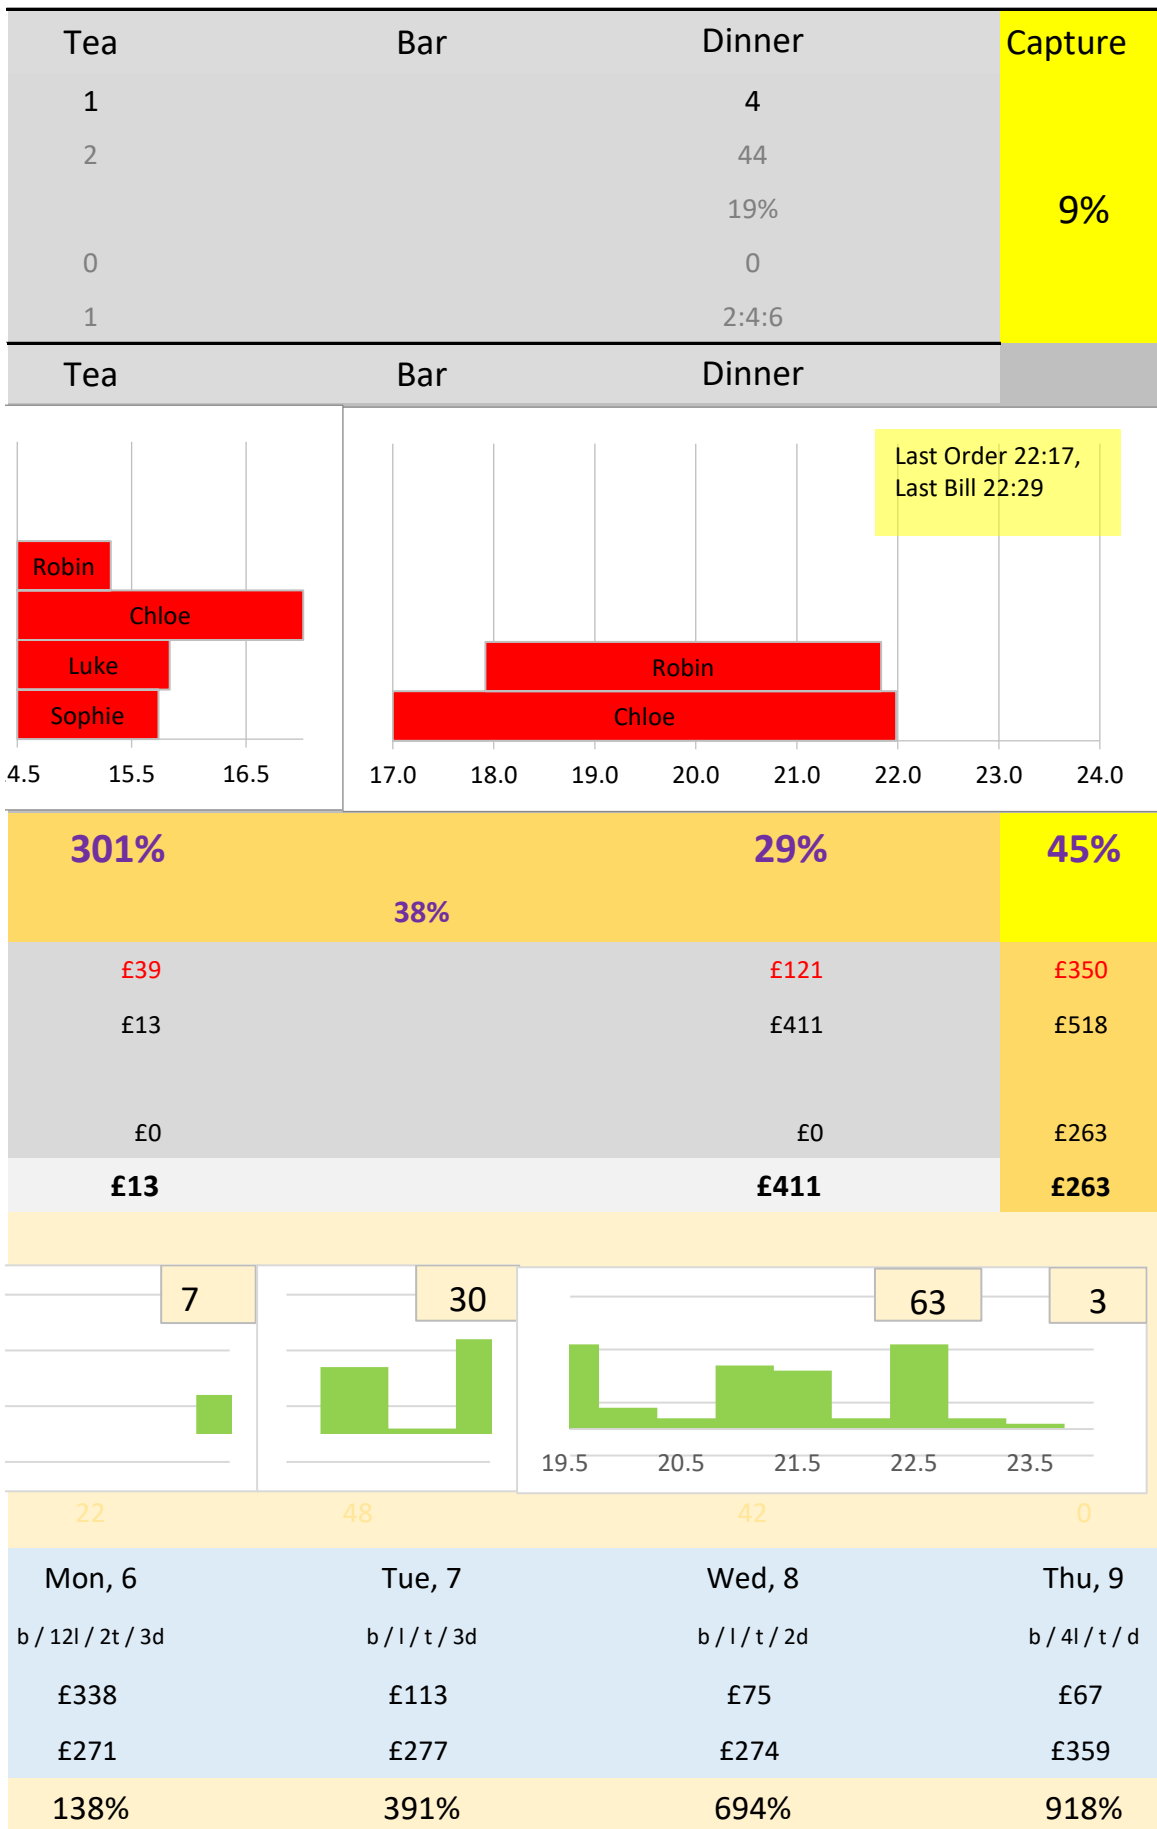 Tea Bar Dinner Capture
1 4
2 44
19% 9%
0 0
1 2:4:6
Tea Bar Dinner
Last Order 22:17,
Last Bill 22:29
Robin
Chloe
Luke
Sophie
4.5 15.5 16.5
Robin
Chloe
17.0 18.0 19.0 20.0 21.0 22.0 23.0 24.0
301% 29% 45%
38%
£39 £121 £350
£13 £411 £518
£0 £0 £263
£13 £411 £263
7 30 63 3
19.5 20.5 21.5 22.5 23.5
22 48 42 0
Mon, 6 Tue, 7 Wed, 8 Thu, 9
b / 12l / 2t / 3d b / l / t / 3d b / l / t / 2d b / 4l / t / d
£338 £113 £75 £67
£271 £277 £274 £359
138% 391% 694% 918%